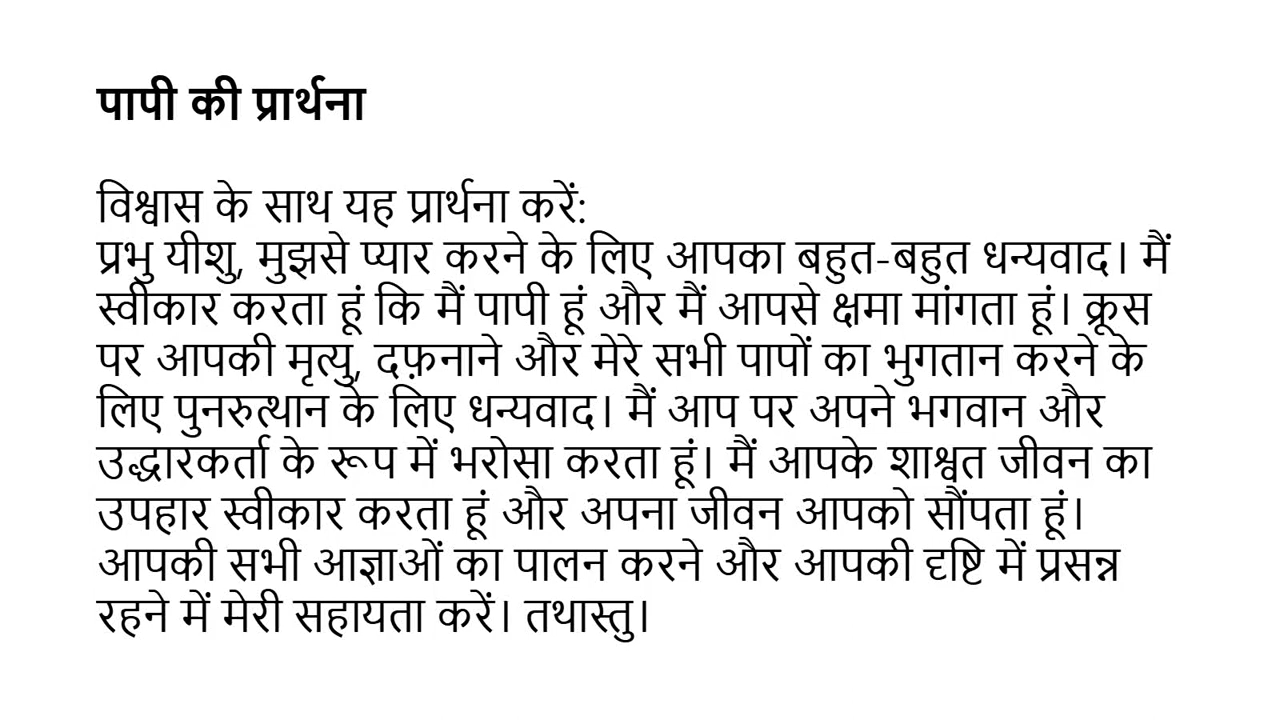 पापी की प्रार्थना
विश्वास के साथ यह प्रार्थना करें:
प्रभु यीशु, मुझसे प्यार करने के लिए आपका बहुत-बहुत धन्यवाद। मैं
स्वीकार करता हूं कि मैं पापी हूं और मैं आपसे क्षमा मांगता हूं। क्रूस
पर आपकी मृत्यु, दफ़नाने और मेरे सभी पापों का भुगतान करने के
लिए पुनरुत्थान के लिए धन्यवाद। मैं आप पर अपने भगवान और
उद्धारकर्ता के रूप में भरोसा करता हूं। मैं आपके शाश्वत जीवन का
उपहार स्वीकार करता हूं और अपना जीवन आपको सौंपता हूं।
आपकी सभी आज्ञाओं का पालन करने और आपकी दृष्टि में प्रसन्न
रहने में मेरी सहायता करें। तथास्तु।